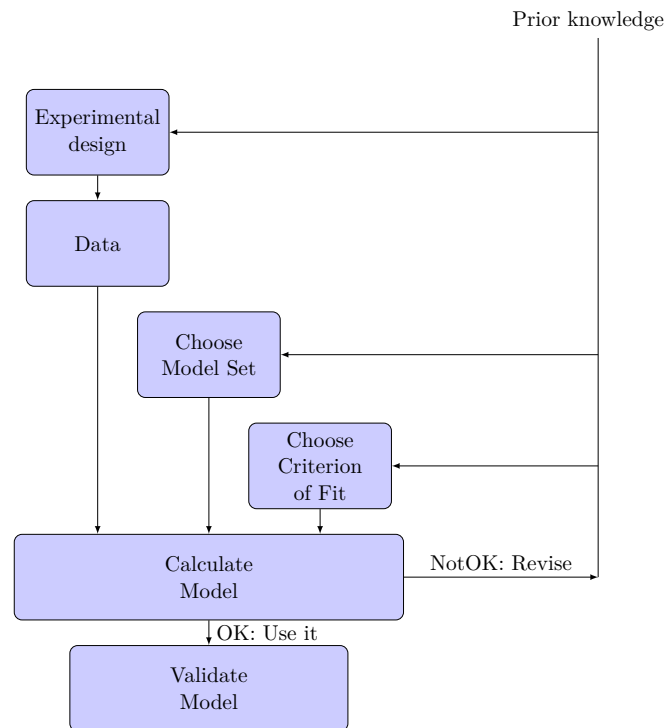 Prior knowledge
Experimental
design
Data
Choose
Model Set
Choose
Criterion
of Fit
Calculate
Model
NotOK: Revise
OK: Use it
Validate
Model